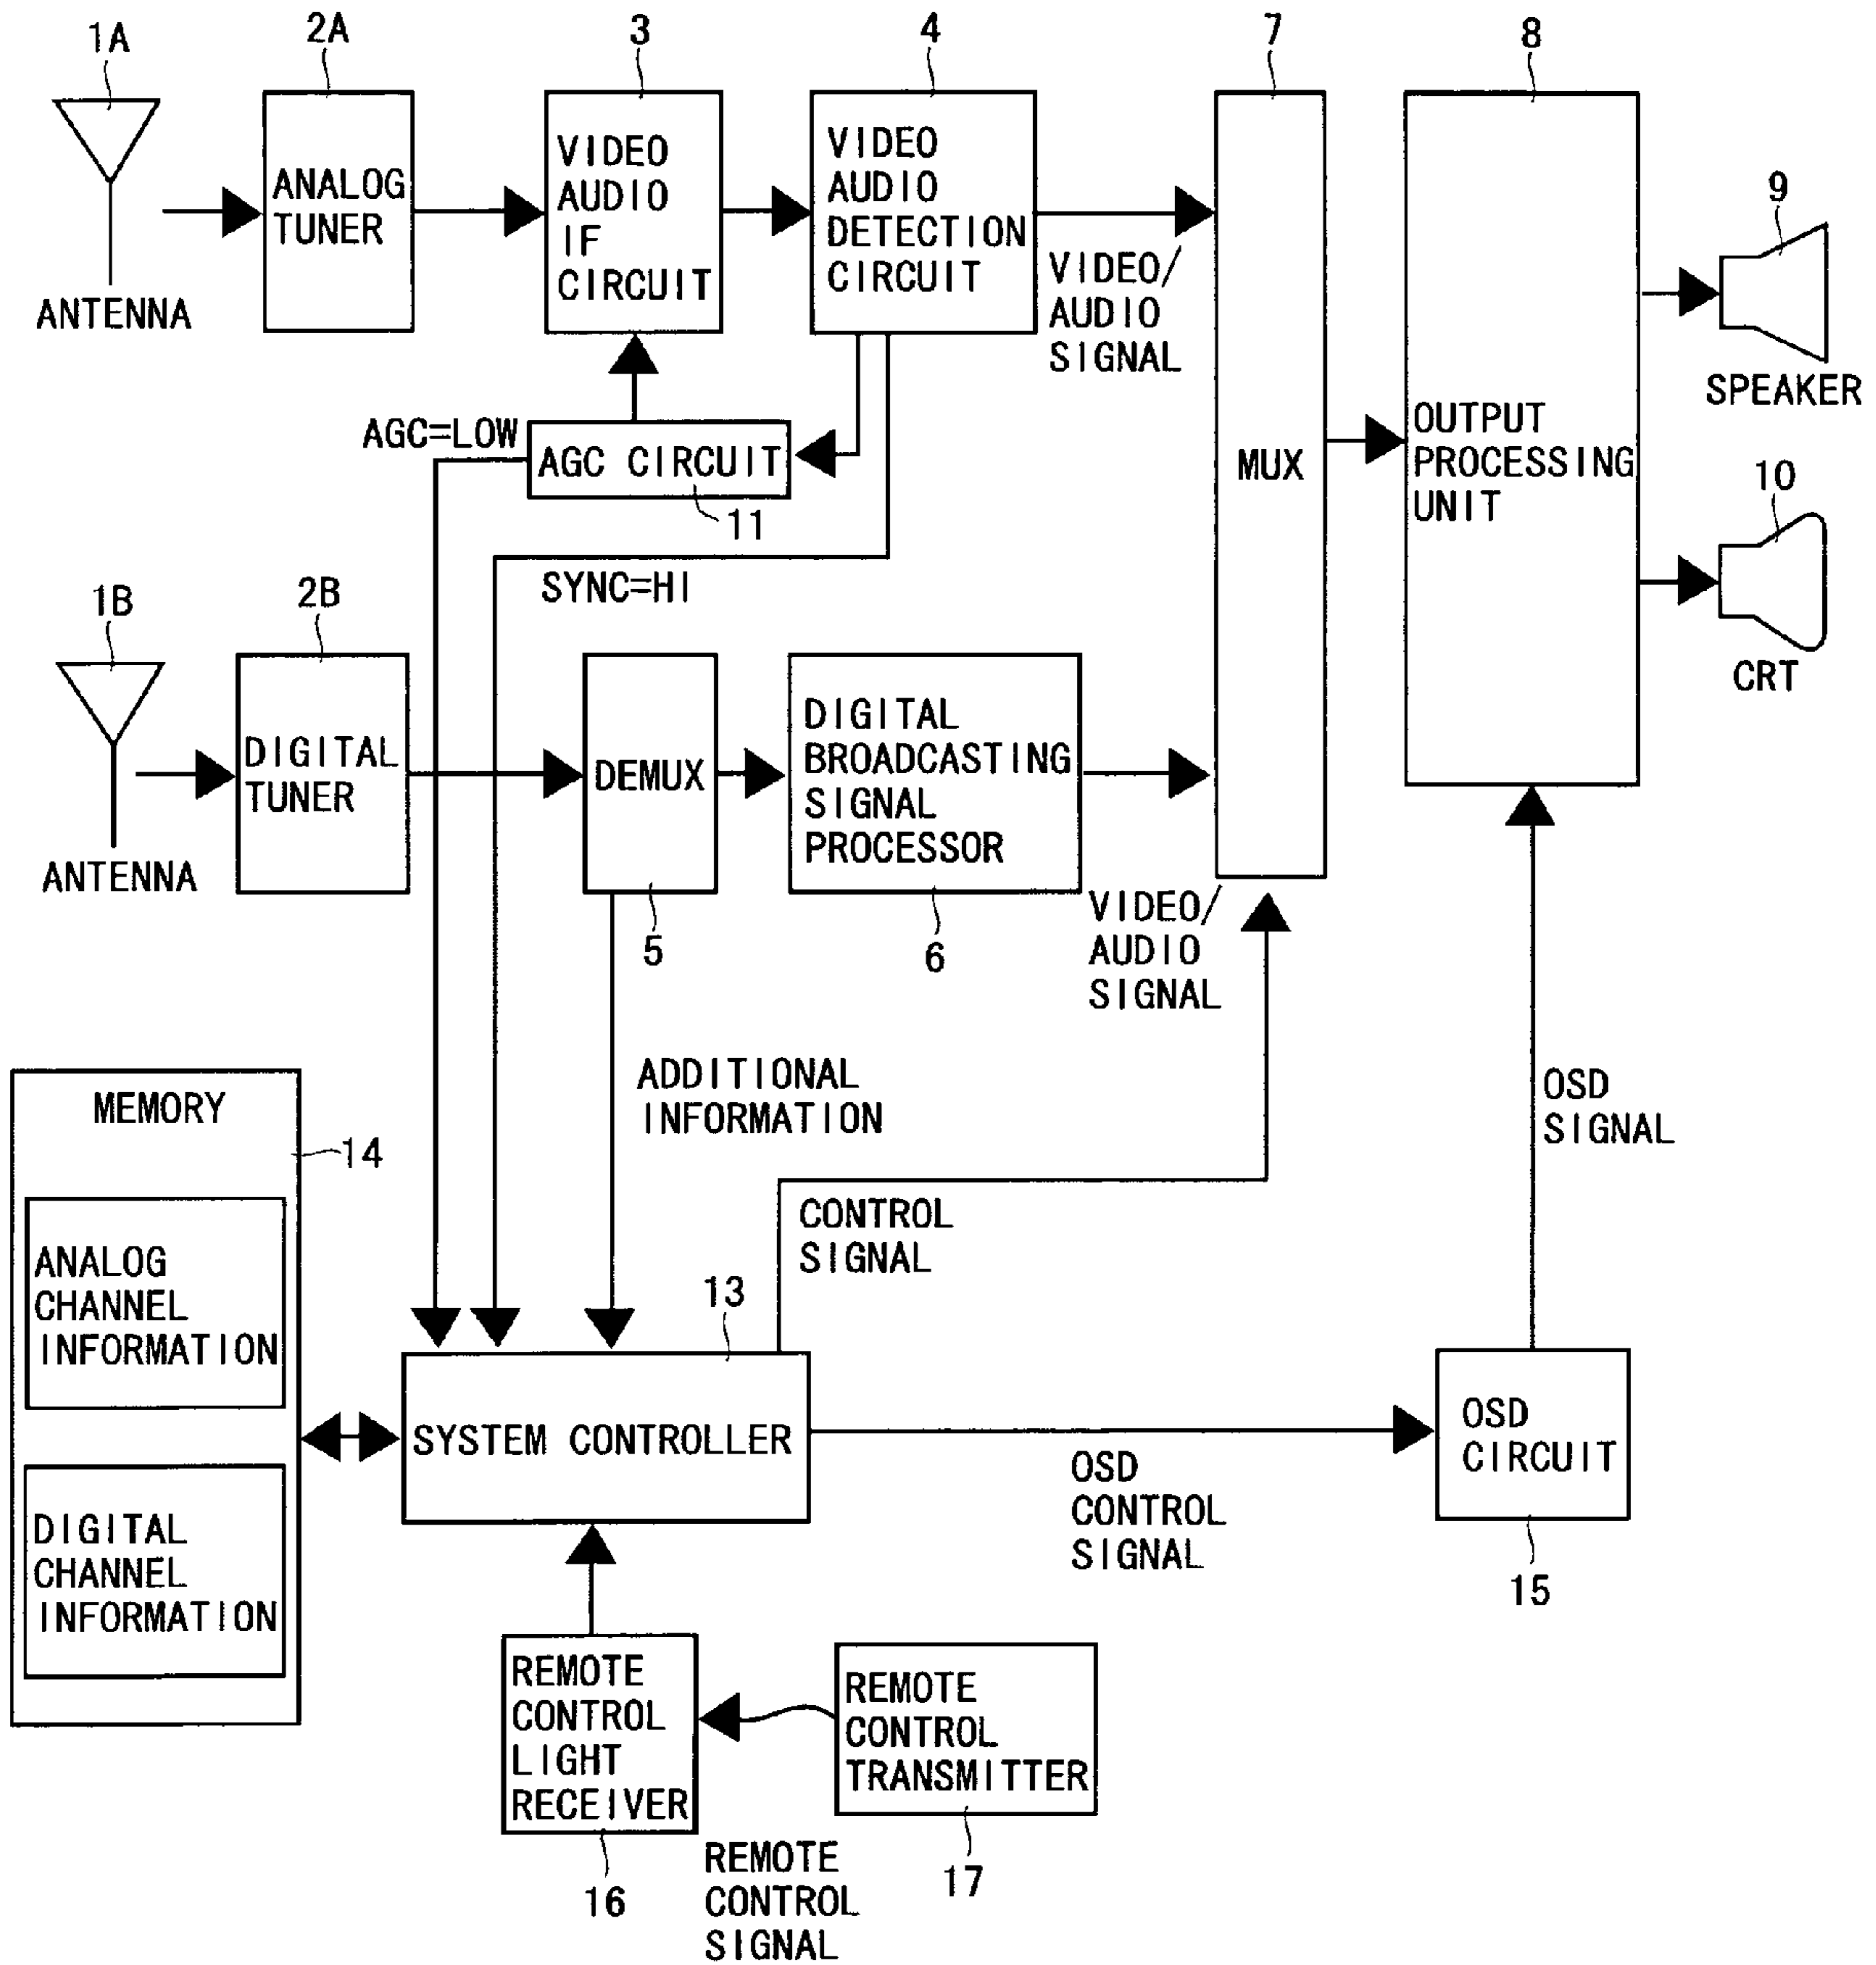 1A
2A
3
4
7
8
ANALOG
TUNER
VIDEO
AUDIO
IF
CIRCUIT
VIDEO
AUDIO
DETECTION
CIRCUIT
VIDEO/
AUDIO
SIGNAL
ANTENNA
9
SPEAKER
AGC=LOW
AGC CIRCUIT
11
MUX
OUTPUT
PROCESSING
UNIT
10
CRT
SYNC=HI
1B
2B
DIGITAL
TUNER
DEMUX
DIGITAL
BROADCASTING
SIGNAL
PROCESSOR
ANTENNA
5
6
VIDEO/
AUDIO
SIGNAL
MEMORY
14
ADDITIONAL
INFORMATION
OSD
SIGNAL
ANALOG
CHANNEL
INFORMATION
CONTROL
SIGNAL
13
SYSTEM CONTROLLER
OSD
CIRCUIT
OSD
CONTROL
SIGNAL
15
DIGITAL
CHANNEL
INFORMATION
REMOTE
CONTROL
LIGHT
RECEIVER
REMOTE
CONTROL
TRANSMITTER
16
17
REMOTE
CONTROL
SIGNAL